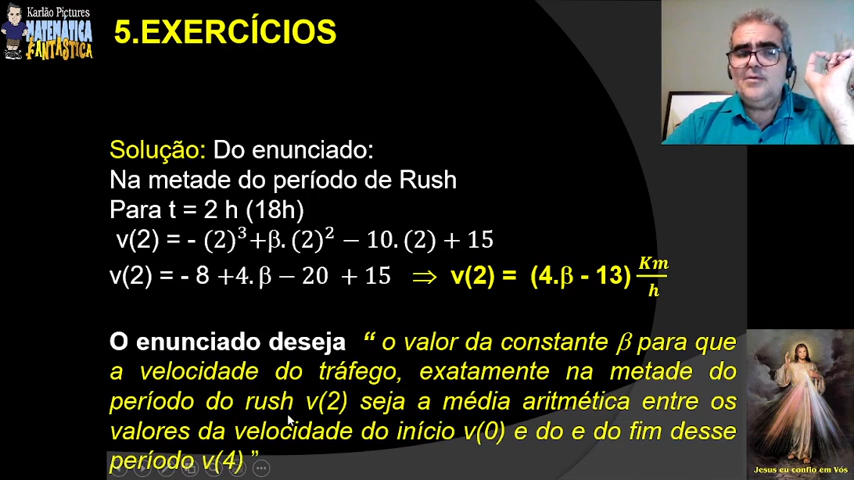 Karlão Pictures
MATEMÁTICA
FANTÁSTICA
5.EXERCÍCIOS
Solução: Do enunciado:
Na metade do período de Rush
Para t = 2 h (18h)
v(2) = - (2)³+β. (2)² − 10. (2) + 15
v(2) = - 8 +4. β − 20 + 15 ⇒ v(2) = (4.β - 13) Km/h
O enunciado deseja “ o valor da constante β para que
a velocidade do tráfego, exatamente na metade do
período do rush v(2) seja a média aritmética entre os
valores da velocidade do início v(0) e do e do fim desse
período v(4) ”
Jesus eu confio em Vós